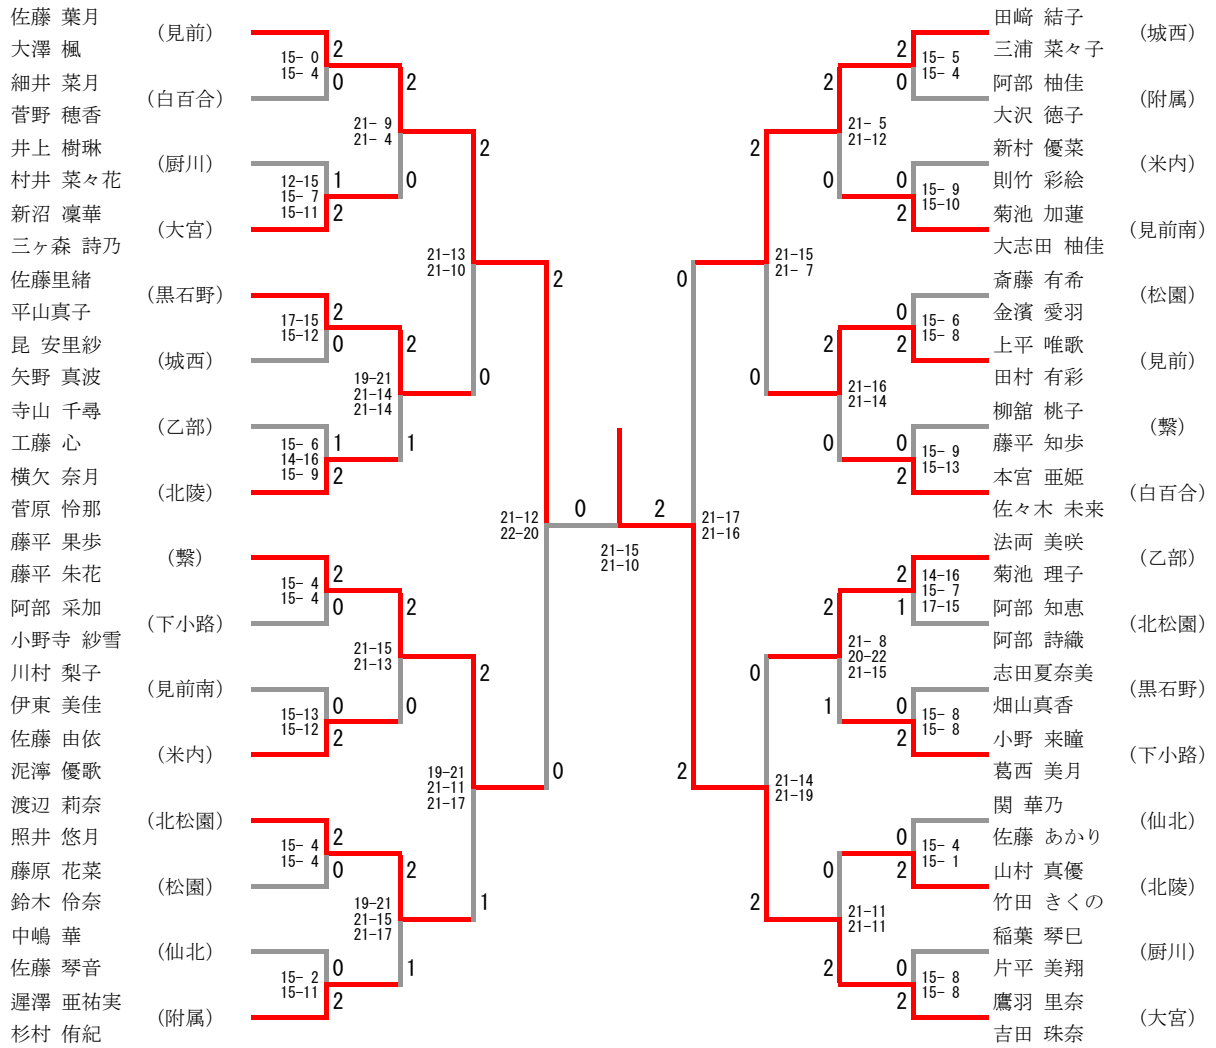 佐藤 葉月
大澤 楓
(見前)
細井 菜月
菅野 穂香
(白百合)
井上 樹琳
村井 菜々花
(厨川)
新沼 凜華
三ヶ森 詩乃
(大宮)
佐藤里緒
平山真子
(黒石野)
昆 安里紗
矢野 真波
(城西)
寺山 千尋
工藤 心
(乙部)
横欠 奈月
菅原 怜那
(北陵)
藤平 果歩
藤平 朱花
(繋)
阿部 采加
小野寺 紗雪
(下小路)
川村 梨子
伊東 美佳
(見前南)
佐藤 由依
泥濘 優歌
(米内)
渡辺 莉奈
照井 悠月
(北松園)
藤原 花菜
鈴木 伶奈
(松園)
中嶋 華
佐藤 琴音
(仙北)
遅澤 亜祐実
杉村 侑紀
(附属)
15- 0
15- 4
2
0
12-15
15- 7
15-11
1
2
17-15
15-12
2
0
15- 6
14-16
15- 9
1
2
15- 4
15- 4
2
0
15-13
15-12
0
2
15- 4
15- 4
2
0
15- 2
15-11
0
2
21- 9
21- 4
2
0
19-21
21-14
21-14
2
1
21-15
21-13
2
0
19-21
21-15
21-17
2
1
21-13
21-10
2
0
19-21
21-11
21-17
2
1
21-12
22-20
2
0
0
2
21-15
21-10
21-17
21-16
0
2
21-15
21- 7
2
0
21-14
21-19
0
2
21- 5
21-12
2
0
21-16
21-14
2
0
21- 8
20-22
21-15
2
1
21-11
21-11
0
2
15- 5
15- 4
2
0
15- 9
15-10
0
2
15- 6
15- 8
0
2
15- 9
15-13
0
2
14-16
15- 7
17-15
2
1
15- 8
15- 8
0
2
15- 4
15- 1
0
2
15- 8
15- 8
0
2
田﨑 結子
三浦 菜々子
(城西)
阿部 柚佳
大沢 徳子
(附属)
新村 優菜
則竹 彩絵
(米内)
菊池 加蓮
大志田 柚佳
(見前南)
斎藤 有希
金濱 愛羽
(松園)
上平 唯歌
田村 有彩
(見前)
柳舘 桃子
藤平 知歩
(繋)
本宮 亜姫
佐々木 未来
(白百合)
法両 美咲
菊池 理子
(乙部)
阿部 知恵
阿部 詩織
(北松園)
志田夏奈美
畑山真香
(黒石野)
小野 来瞳
葛西 美月
(下小路)
関 華乃
佐藤 あかり
(仙北)
山村 真優
竹田 きくの
(北陵)
稲葉 琴巳
片平 美翔
(厨川)
鷹羽 里奈
吉田 珠奈
(大宮)